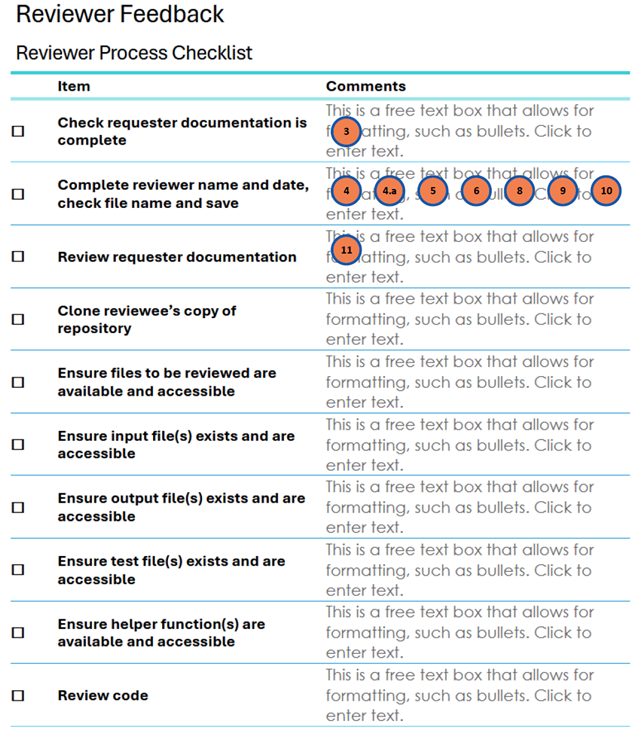 Reviewer Feedback
Reviewer Process Checklist
Item Comments
Check requester documentation is complete
This is a free text box that allows for
3 atting, such as bullets. Click to
enter text.
Complete reviewer name and date,
check file name and save
This is a free text box that allows for
4 4.a 5 6 8 9 10
enter text.
Review requester documentation
This is a free text box that allows for
11 atting, such as bullets. Click to
enter text.
Clone reviewee's copy of
repository
This is a free text box that allows for
formatting, such as bullets. Click to
enter text.
Ensure files to be reviewed are
available and accessible
This is a free text box that allows for
formatting, such as bullets. Click to
enter text.
Ensure input file(s) exists and are
accessible
This is a free text box that allows for
formatting, such as bullets. Click to
enter text.
Ensure output file(s) exists and are
accessible
This is a free text box that allows for
formatting, such as bullets. Click to
enter text.
Ensure test file(s) exists and are
accessible
This is a free text box that allows for
formatting, such as bullets. Click to
enter text.
Ensure helper function(s) are
available and accessible
This is a free text box that allows for
formatting, such as bullets. Click to
enter text.
Review code
This is a free text box that allows for
formatting, such as bullets. Click to
enter text.